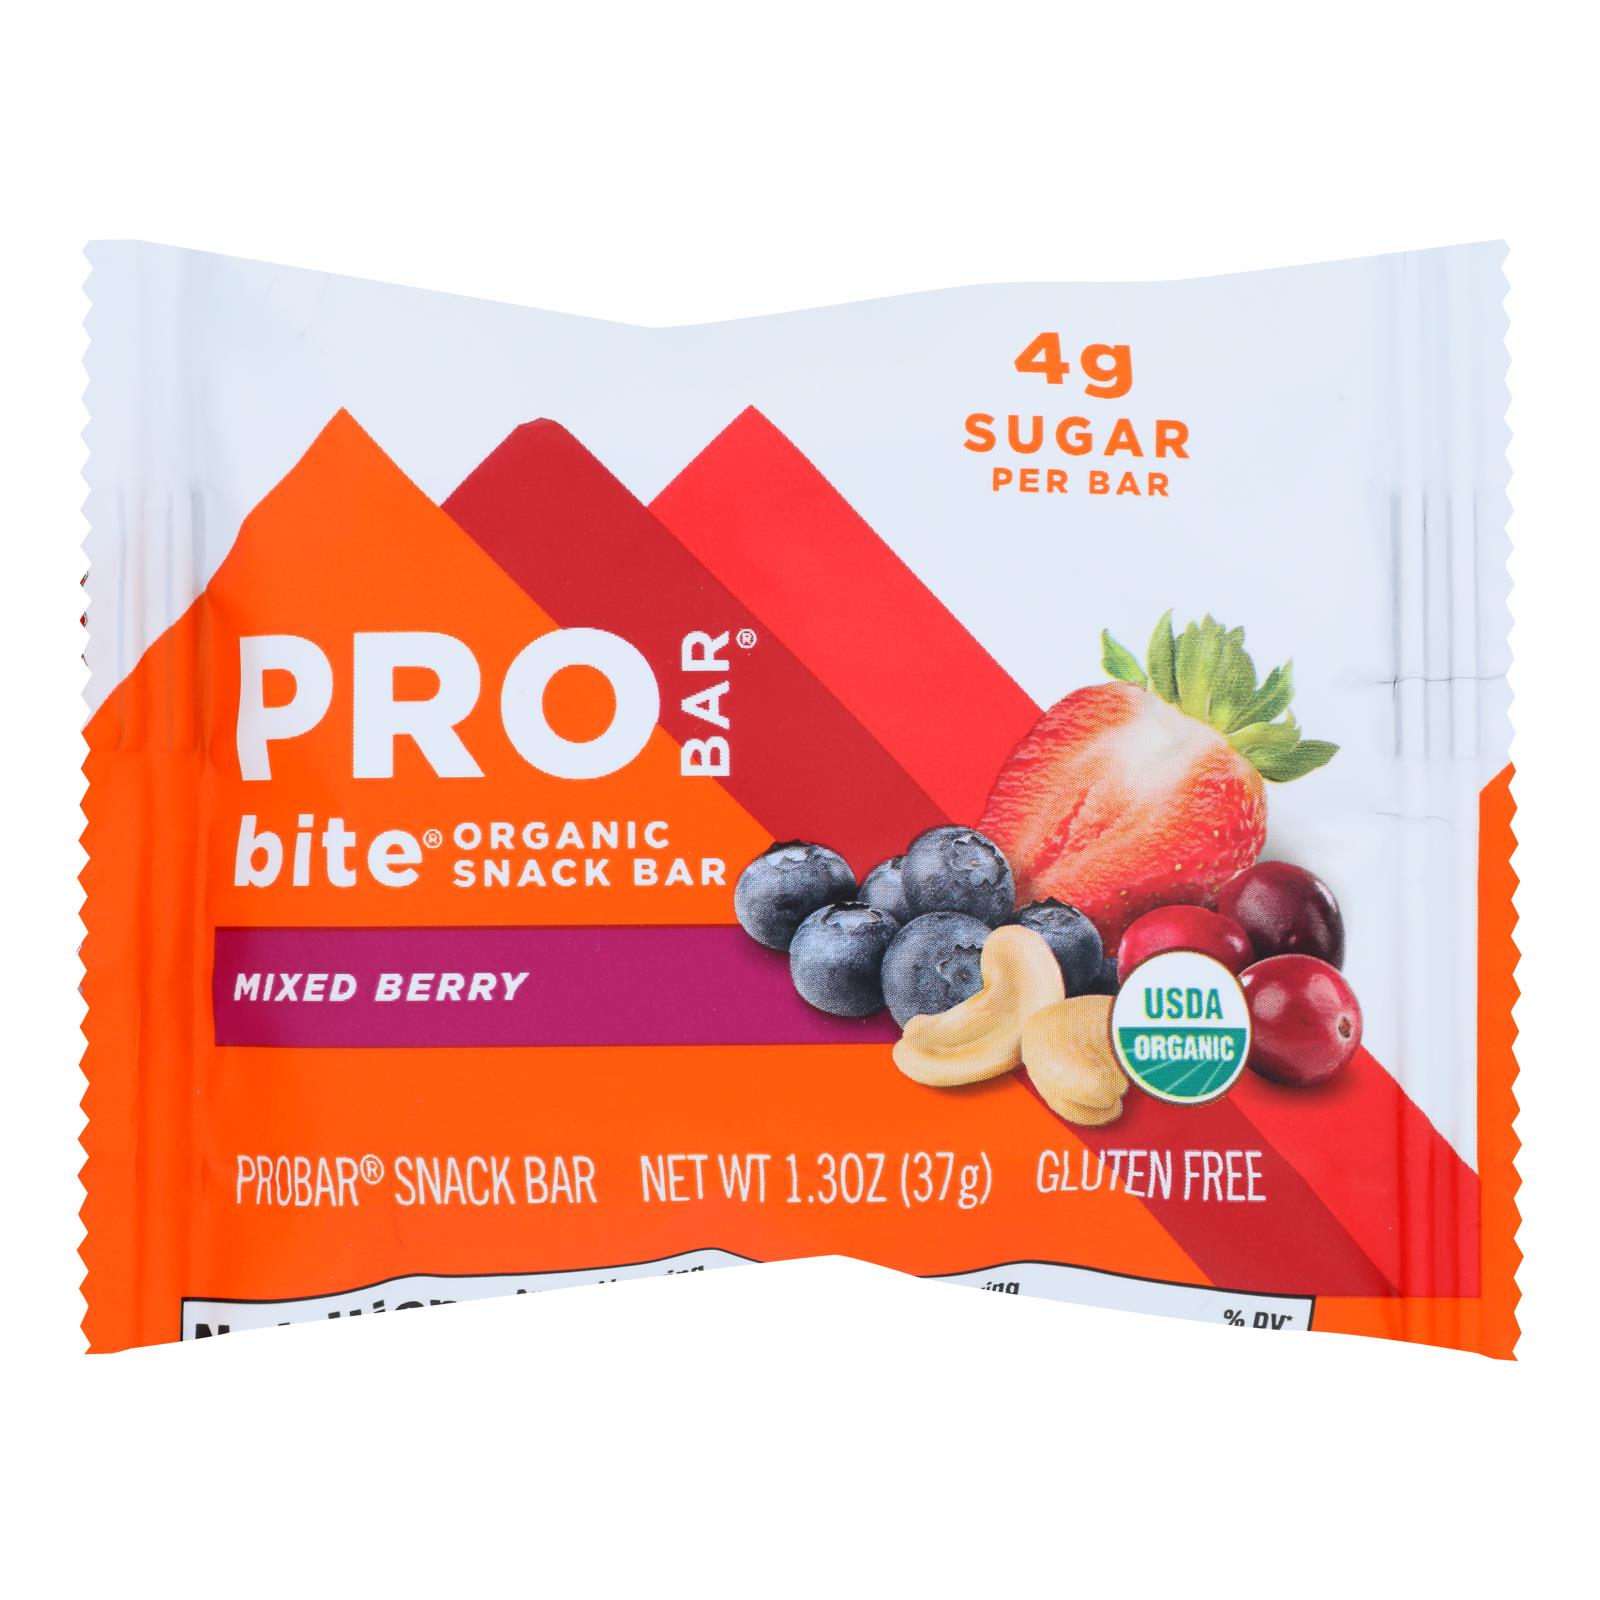 4g
SUGAR
PER BAR
PRO BAR®
bite® ORGANIC
SNACK BAR
MIXED BERRY
USDA
ORGANIC
PROBAR® SNACK BAR NET WT 1.3OZ (37g) GLUTEN FREE
% DV*